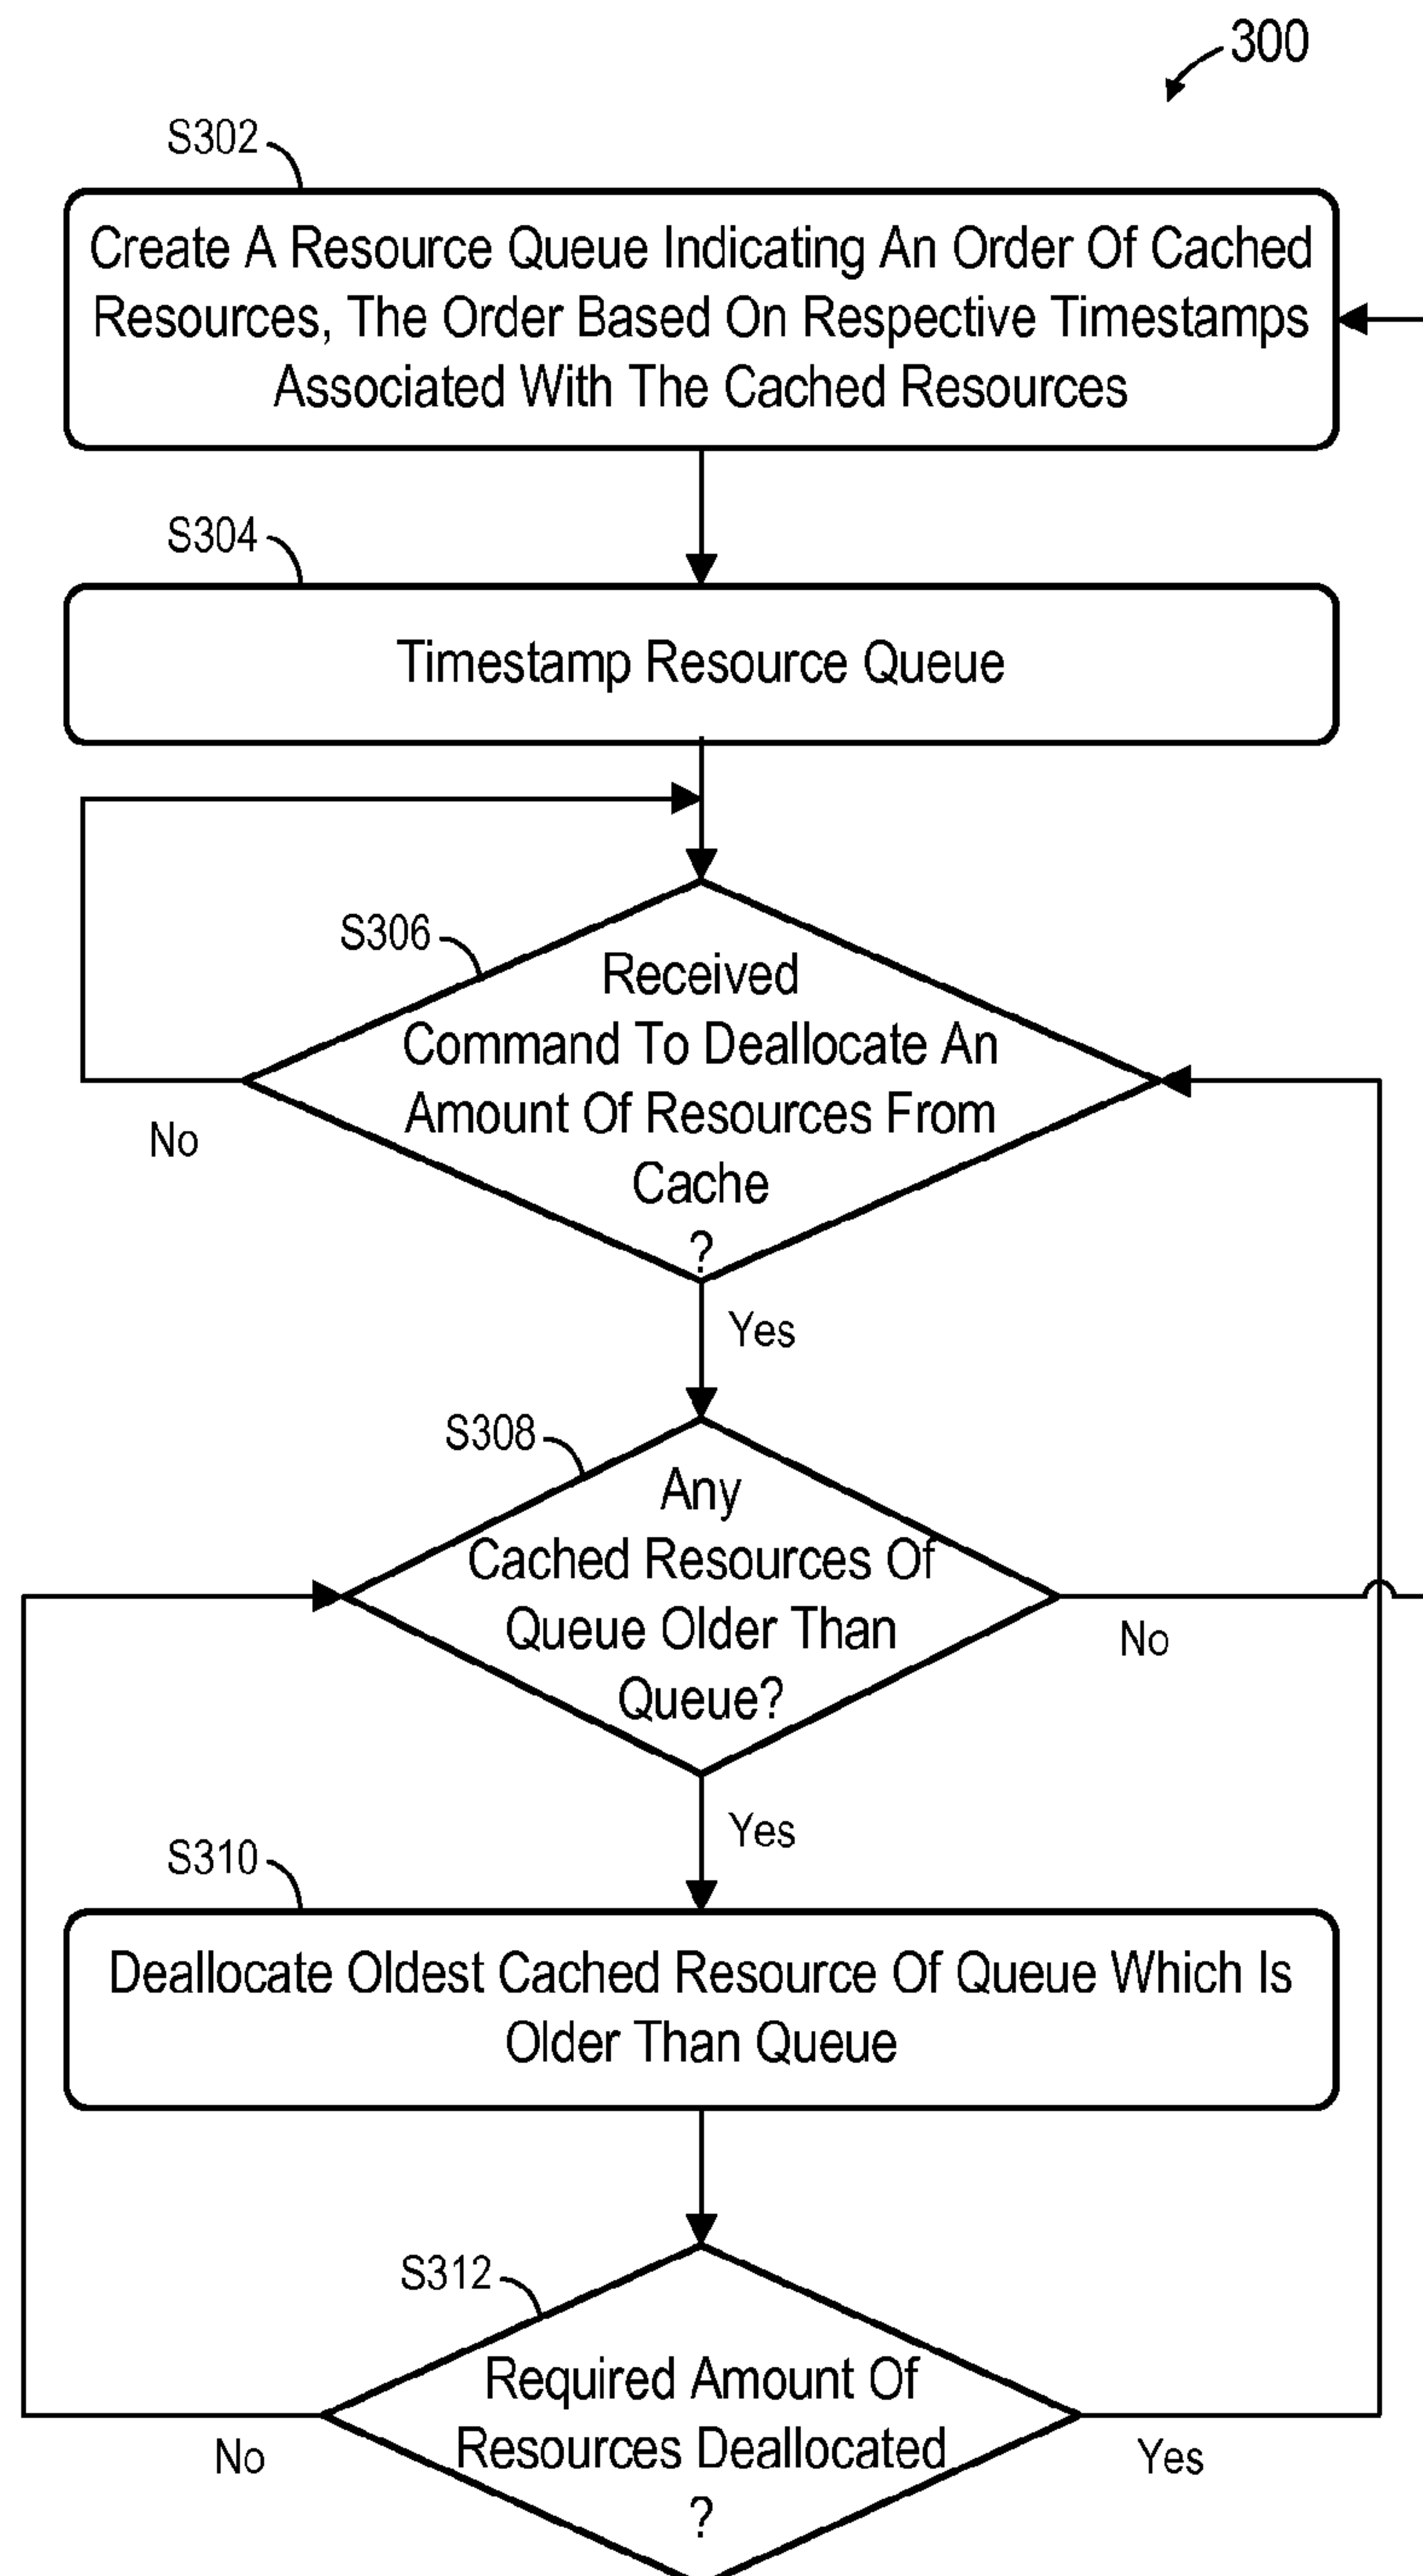 300
S302
Create A Resource Queue Indicating An Order Of Cached
Resources, The Order Based On Respective Timestamps
Associated With The Cached Resources
S304
Timestamp Resource Queue
S306
Received
Command To Deallocate An
Amount Of Resources From
Cache
?
No
Yes
S308
Any
Cached Resources Of
Queue Older Than
Queue?
No
Yes
S310
Deallocate Oldest Cached Resource Of Queue Which Is
Older Than Queue
S312
Required Amount Of
Resources Deallocated
?
No
Yes